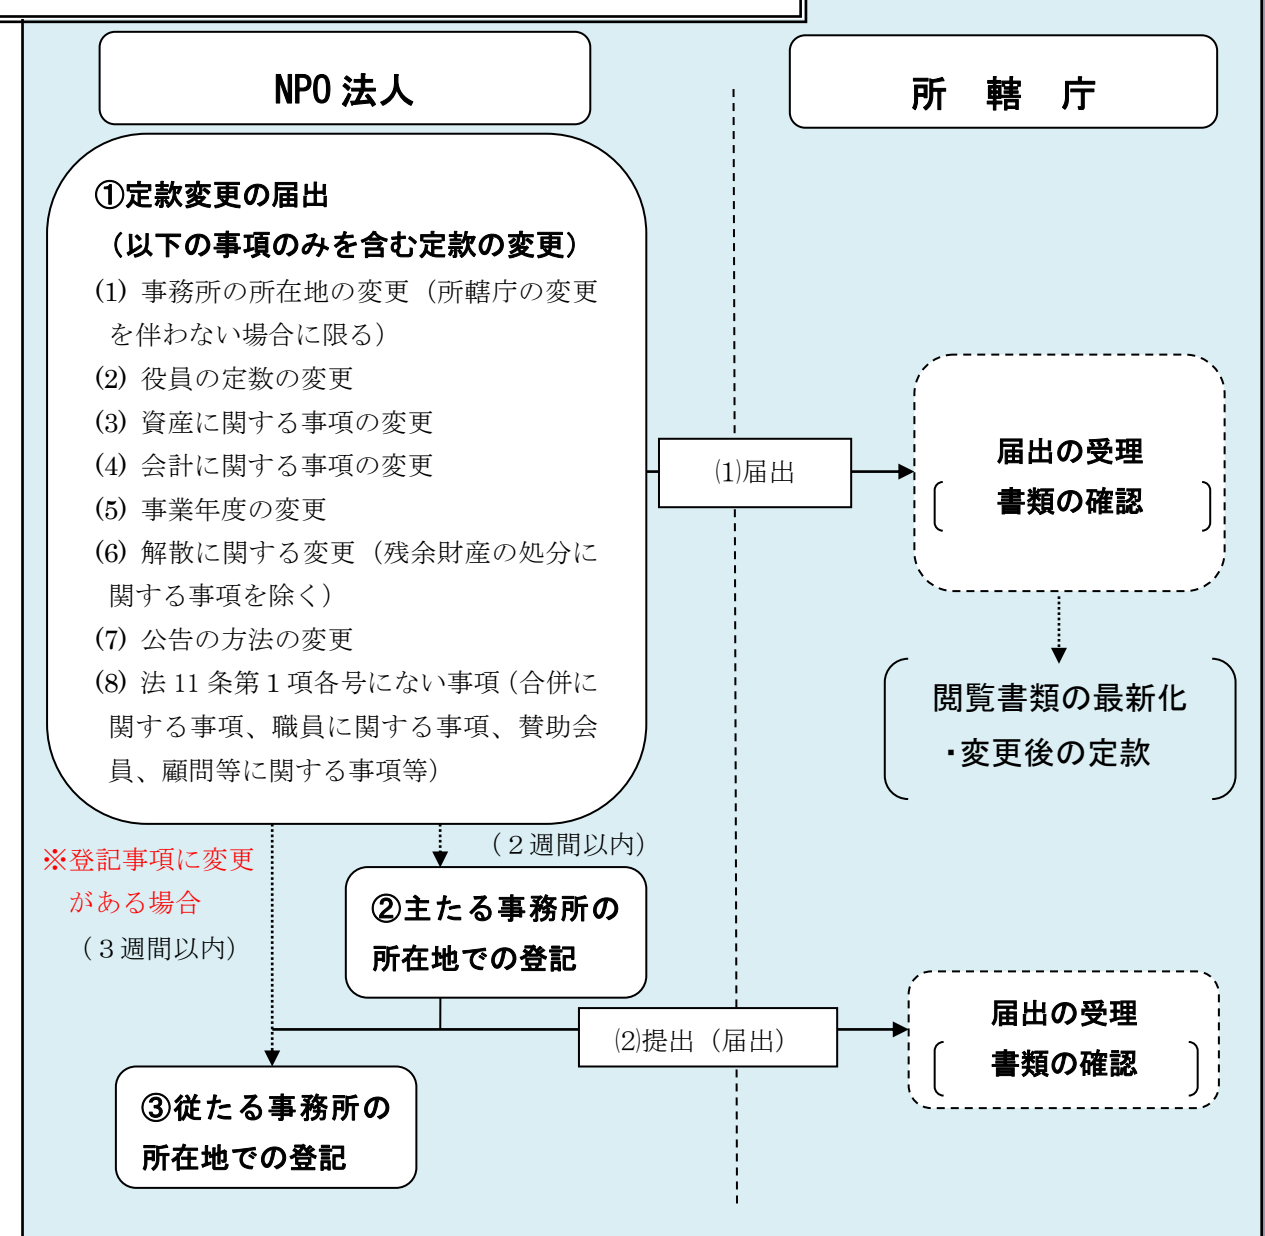 NPO 法人
所　轄　庁
①定款変更の届出
（以下の事項のみを含む定款の変更）
(1) 事務所の所在地の変更（所轄庁の変更
を伴わない場合に限る）
(2) 役員の定数の変更
(3) 資産に関する事項の変更
(4) 会計に関する事項の変更
(5) 事業年度の変更
(6) 解散に関する変更（残余財産の処分に
関する事項を除く）
(7) 公告の方法の変更
(8) 法 11 条第１項各号にない事項（合併に
関する事項、職員に関する事項、賛助会
員、顧問等に関する事項等）
⑴届出
届出の受理
書類の確認
閲覧書類の最新化
・変更後の定款
（２週間以内）
※登記事項に変更
がある場合
（３週間以内）
②主たる事務所の
所在地での登記
⑵提出（届出）
届出の受理
書類の確認
③従たる事務所の
所在地での登記